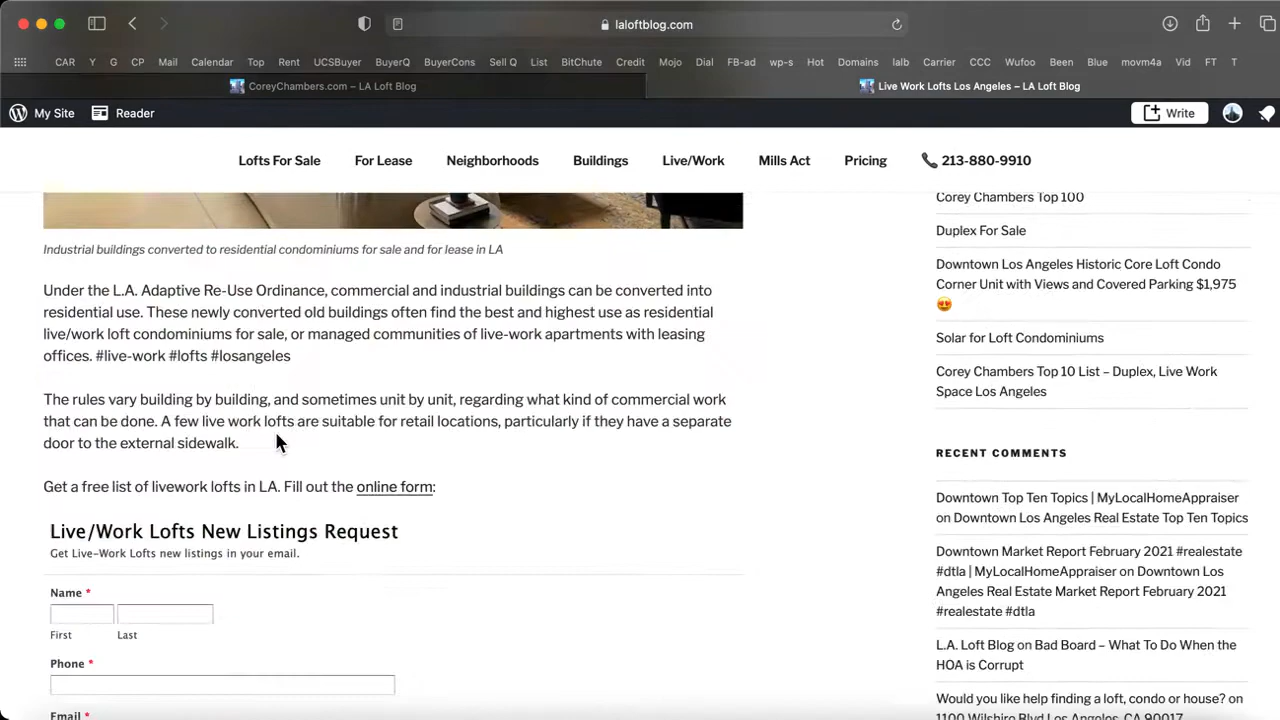 laloftblog.com
CAR Y G CP Mail Calendar Top Rent UCSBuyer BuyerQ BuyerCons Sell Q List BitChute Credit Mojo Dial FB-ad wp-s Hot Domains lalb Carrier CCC Wufoo Been Blue movm4a Vid FT T
CoreyChambers.com – LA Loft Blog
Live Work Lofts Los Angeles – LA Loft Blog
My Site Reader Write
Lofts For Sale For Lease Neighborhoods Buildings Live/Work Mills Act Pricing 📞 213-880-9910
Industrial buildings converted to residential condominiums for sale and for lease in LA
Under the L.A. Adaptive Re-Use Ordinance, commercial and industrial buildings can be converted into
residential use. These newly converted old buildings often find the best and highest use as residential
live/work loft condominiums for sale, or managed communities of live-work apartments with leasing
offices. #live-work #lofts #losangeles
The rules vary building by building, and sometimes unit by unit, regarding what kind of commercial work
that can be done. A few live work lofts are suitable for retail locations, particularly if they have a separate
door to the external sidewalk.
Get a free list of livework lofts in LA. Fill out the online form:
Live/Work Lofts New Listings Request
Get Live-Work Lofts new listings in your email.
Name *
First Last
Phone *
Email *
Corey Chambers Top 100
Duplex For Sale
Downtown Los Angeles Historic Core Loft Condo
Corner Unit with Views and Covered Parking $1,975
😍
Solar for Loft Condominiums
Corey Chambers Top 10 List – Duplex, Live Work
Space Los Angeles
RECENT COMMENTS
Downtown Top Ten Topics | MyLocalHomeAppraiser
on Downtown Los Angeles Real Estate Top Ten Topics
Downtown Market Report February 2021 #realestate
#dtla | MyLocalHomeAppraiser on Downtown Los
Angeles Real Estate Market Report February 2021
#realestate #dtla
L.A. Loft Blog on Bad Board – What To Do When the
HOA is Corrupt
Would you like help finding a loft, condo or house? on
1100 Wilshire Blvd Los Angeles, CA 90017